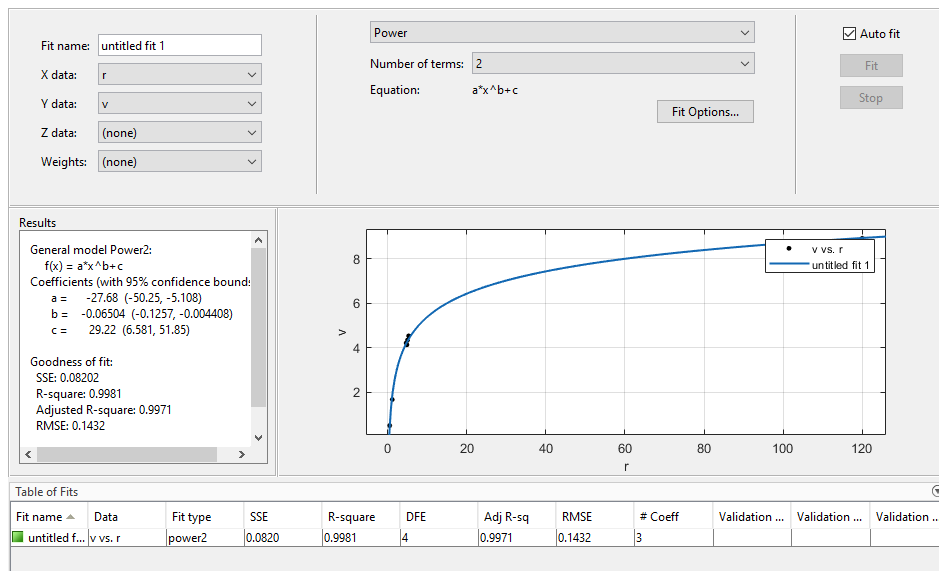 Fit name: untitled fit 1
X data: r
Y data: v
Z data: (none)
Weights: (none)
Power
Number of terms: 2
Equation: a*x^b+c
Fit Options...
Auto fit
Fit
Stop
Results
General model Power2:
f(x) = a*x^b+c
Coefficients (with 95% confidence bounds
a = -27.68 (-50.25, -5.108)
b = -0.06504 (-0.1257, -0.004408)
c = 29.22 (6.581, 51.85)
Goodness of fit:
SSE: 0.08202
R-square: 0.9981
Adjusted R-square: 0.9971
RMSE: 0.1432
8
6
4
2
v
0 20 40 60 80 100 120
r
v vs. r
untitled fit 1
Table of Fits
Fit name Data Fit type SSE R-square DFE Adj R-sq RMSE # Coeff Validation ... Validation ... Validation ...
untitled f... v vs. r power2 0.0820 0.9981 4 0.9971 0.1432 3